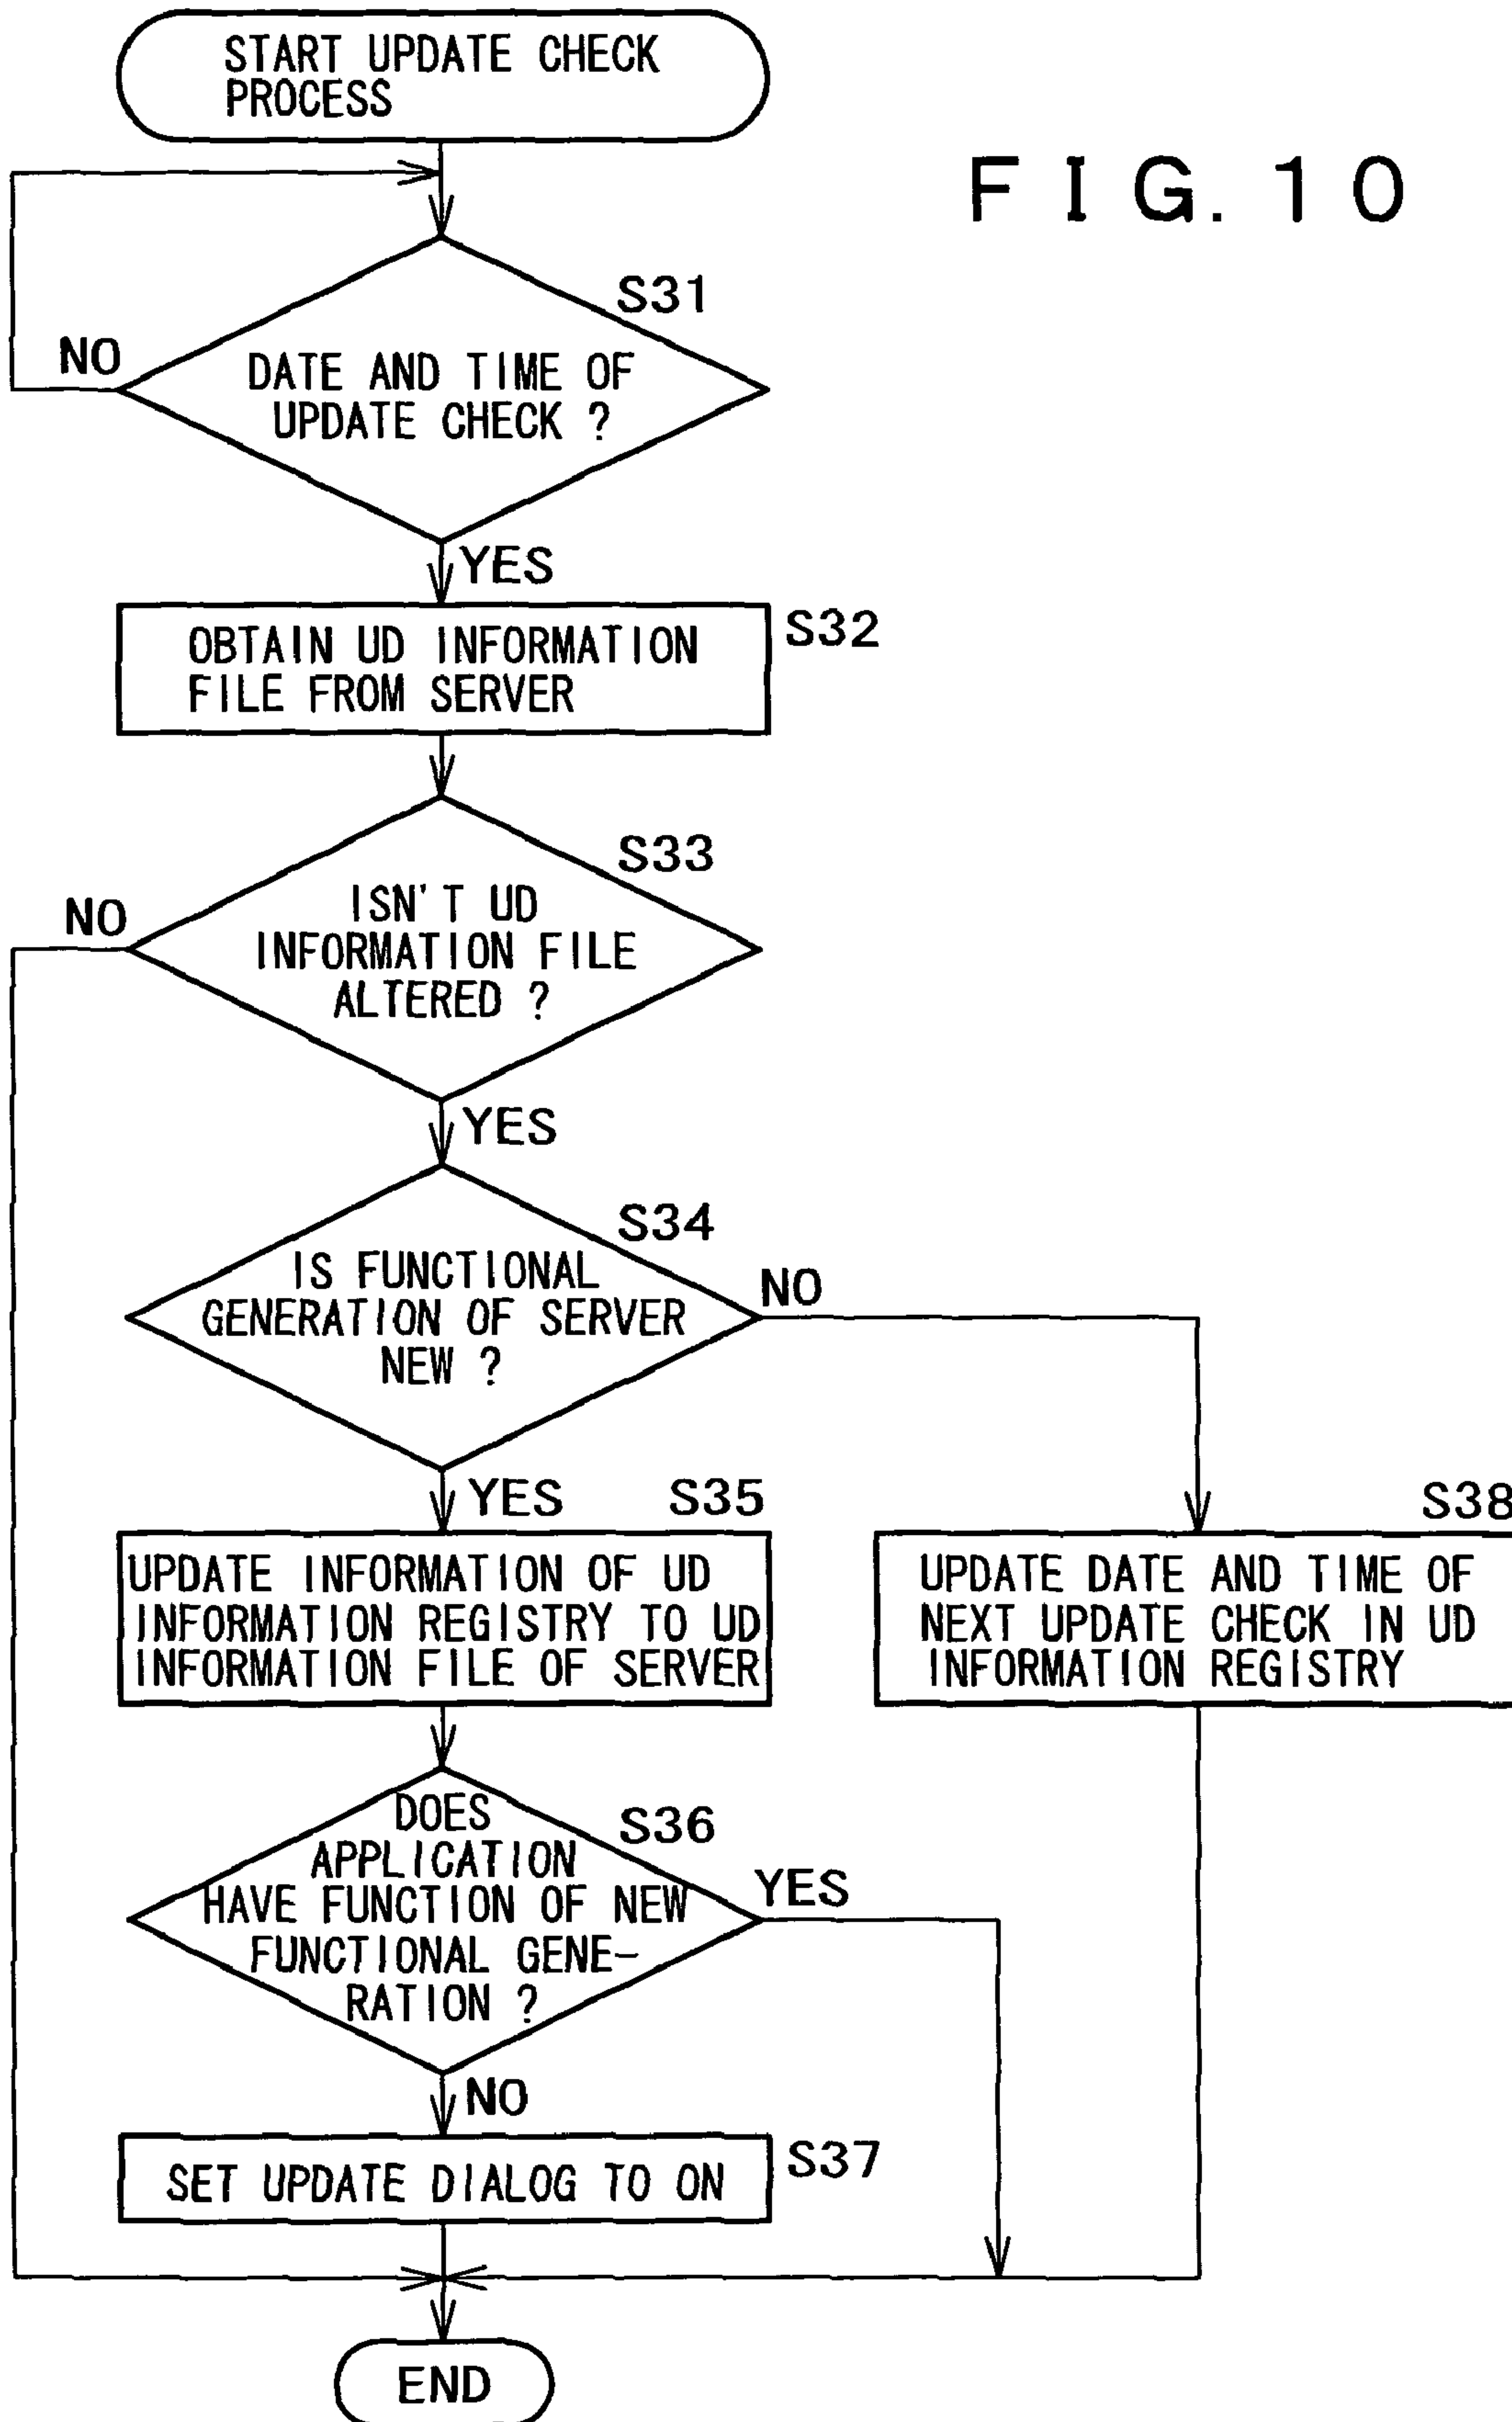 START UPDATE CHECK
PROCESS
FIG. 10
S31
NO
DATE AND TIME OF
UPDATE CHECK ?
YES
S32
OBTAIN UD INFORMATION
FILE FROM SERVER
S33
NO
ISN'T UD
INFORMATION FILE
ALTERED ?
YES
S34
IS FUNCTIONAL
GENERATION OF SERVER
NEW ?
NO
YES
S35
UPDATE INFORMATION OF UD
INFORMATION REGISTRY TO UD
INFORMATION FILE OF SERVER
S38
UPDATE DATE AND TIME OF
NEXT UPDATE CHECK IN UD
INFORMATION REGISTRY
DOES
APPLICATION
HAVE FUNCTION OF NEW
FUNCTIONAL GENE-
RATION ?
S36
YES
NO
S37
SET UPDATE DIALOG TO ON
END